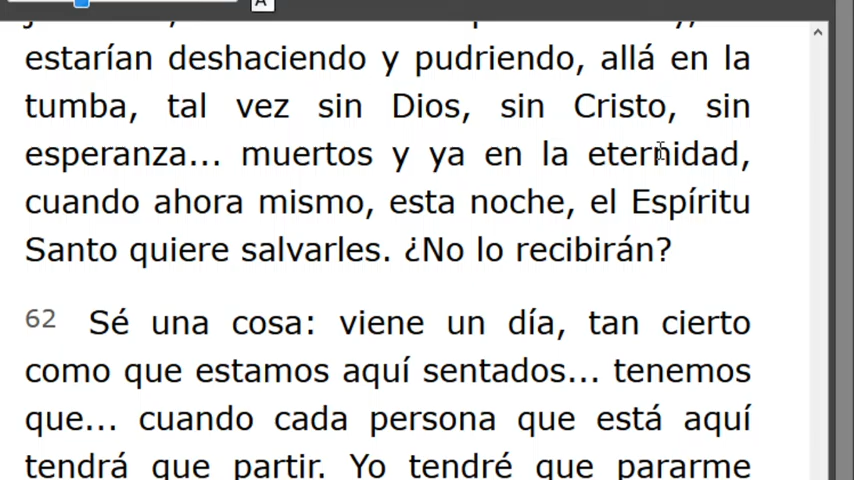 A
estarían deshaciendo y pudriendo, allá en la
tumba, tal vez sin Dios, sin Cristo, sin
esperanza... muertos y ya en la eternidad,
cuando ahora mismo, esta noche, el Espíritu
Santo quiere salvarles. ¿No lo recibirán?
62 Sé una cosa: viene un día, tan cierto
como que estamos aquí sentados... tenemos
que... cuando cada persona que está aquí
tendrá que partir. Yo tendré que pararme